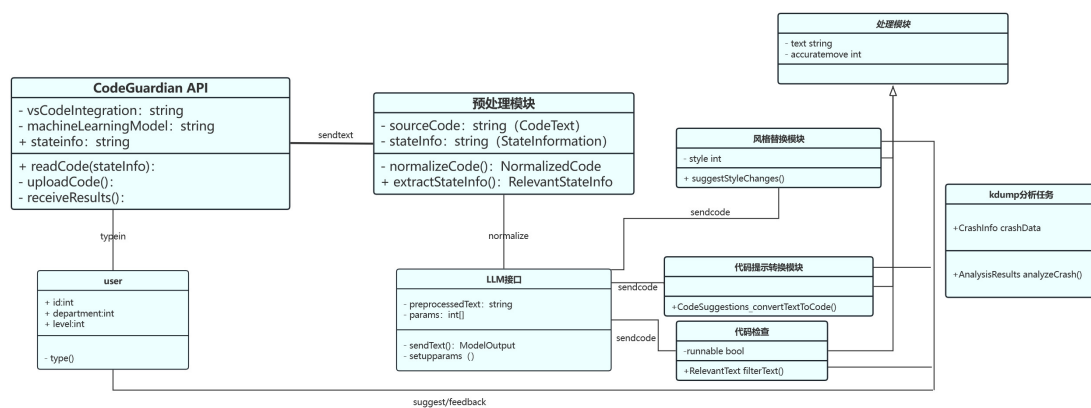 处理模块
- text string
- accuratemove int
CodeGuardian API
- vsCodeIntegration：string
- machineLearningModel：string
+ stateinfo：string
+ readCode(stateInfo)：
- uploadCode()：
- receiveResults()：
sendtext
预处理模块
- sourceCode：string（CodeText)
- stateInfo：string（StateInformation）
- normalizeCode()：NormalizedCode
+ extractStateInfo()：RelevantStateInfo
风格替换模块
- style int
+ suggestStyleChanges()
kdump分析任务
+CrashInfo crashData
+AnalysisResults analyzeCrash()
typein
normalize
sendcode
user
+ id:int
+ department:int
+ level:int
- type()
LLM接口
- preprocessedText：string
- params：int[]
- sendText()：ModelOutput
- setupparams（）
sendcode
代码提示转换模块
+CodeSuggestions_convertTextToCode()
sendcode
代码检查
-runnable bool
+RelevantText filterText()
suggest/feedback